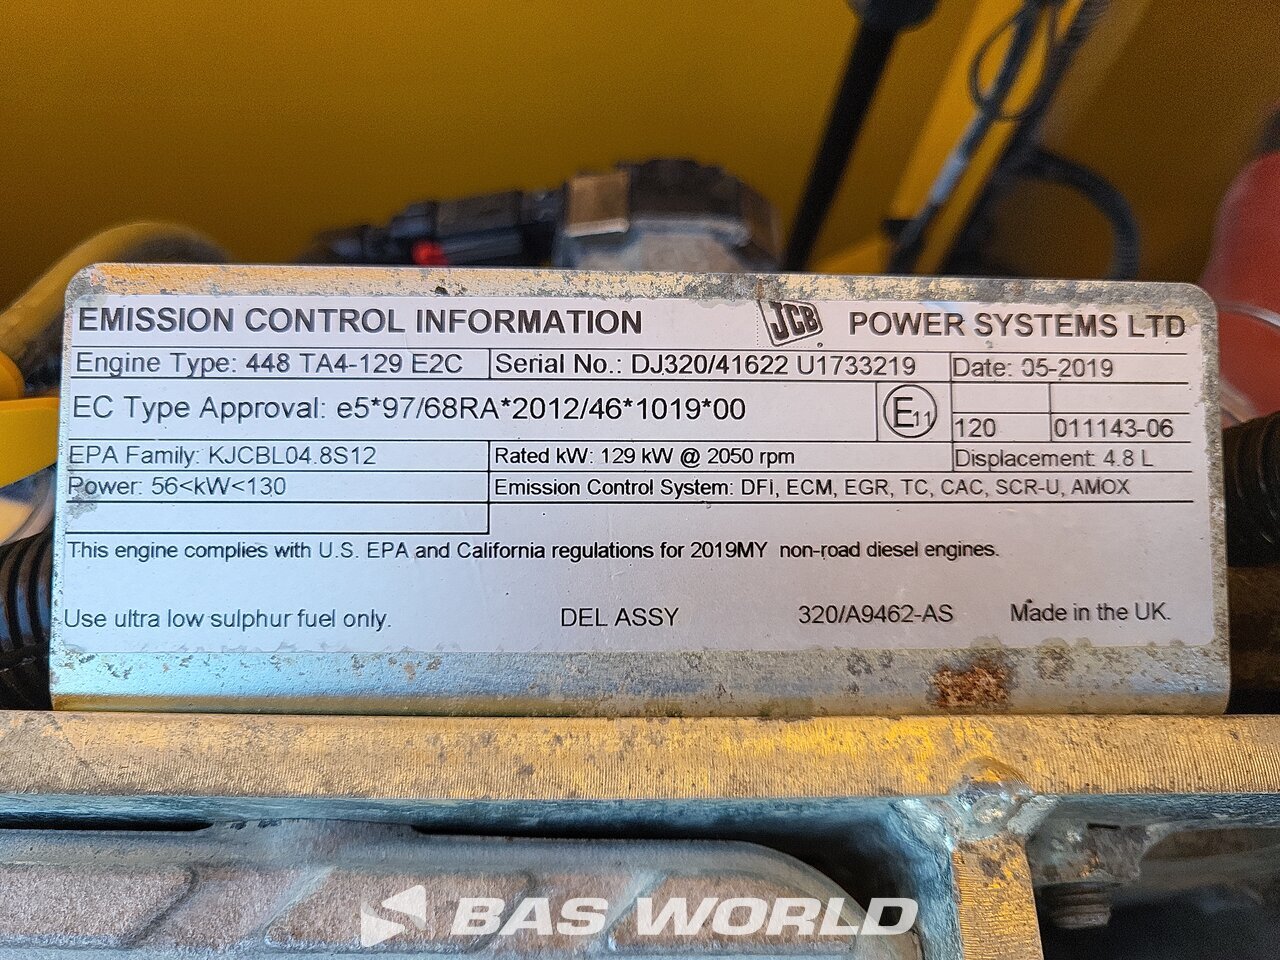 EMISSION CONTROL INFORMATION JCB POWER SYSTEMS LTD
Engine Type: 448 TA4-129 E2C Serial No.: DJ320/41622 U1733219 Date: 05-2019
EC Type Approval: e5*97/68RA*2012/46*1019*00 E11
120 011143-06
EPA Family: KJCBL04.8S12 Rated kW: 129 kW @ 2050 rpm Displacement: 4.8 L
Power: 56<kW<130 Emission Control System: DFI, ECM, EGR, TC, CAC, SCR-U, AMOX
This engine complies with U.S. EPA and California regulations for 2019MY non-road diesel engines.
Use ultra low sulphur fuel only. DEL ASSY 320/A9462-AS Made in the UK.
BAS WORLD